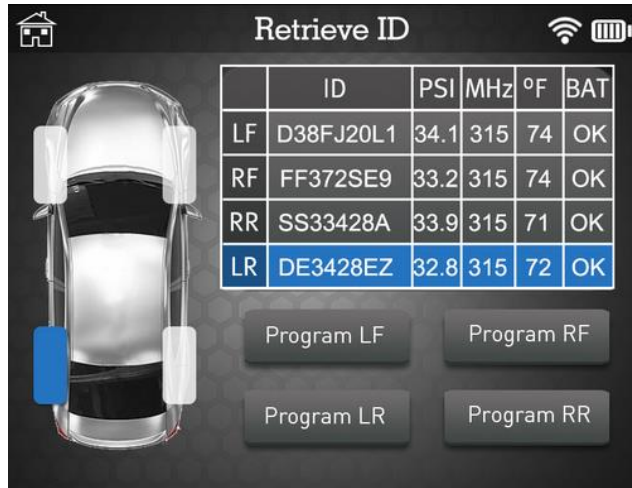 Retrieve ID
ID PSI MHz ºF BAT
LF D38FJ20L1 34.1 315 74 OK
RF FF372SE9 33.2 315 74 OK
RR SS33428A 33.9 315 71 OK
LR DE3428EZ 32.8 315 72 OK
Program LF Program RF
Program LR Program RR